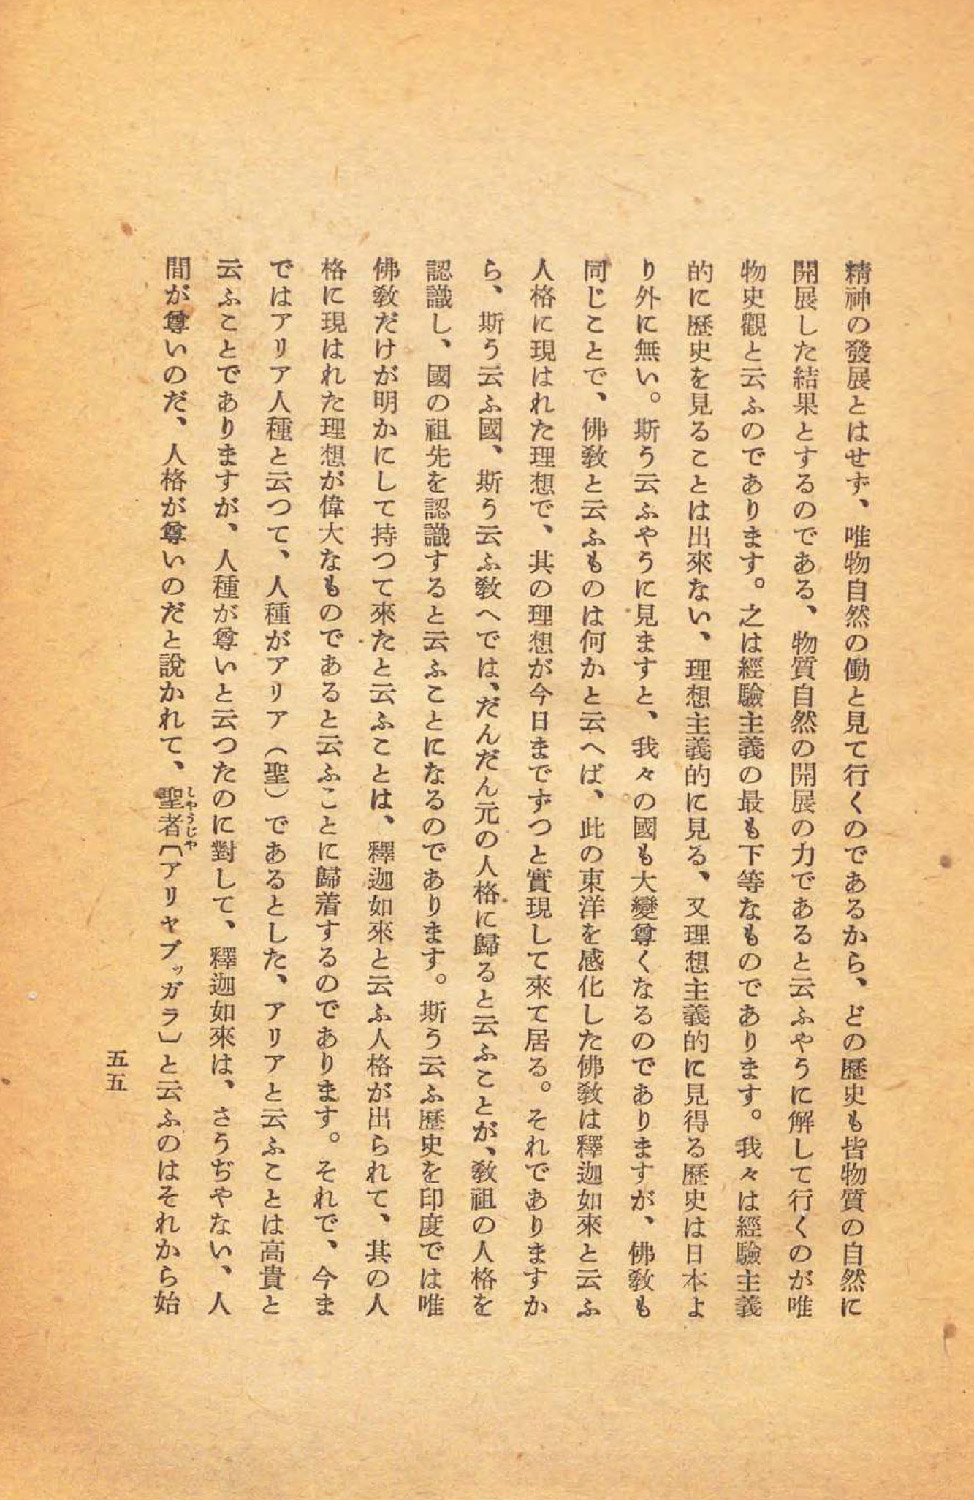 精神の發展とはせず、唯物自然の働と見て行くのであるから、どの歷史も皆物質の自然に
開展した結果とするのである、物質自然の開展の力であると云ふやうに解して行くのが唯
物史觀と云ふのであります。之は經驗主義の最も下等なものであります。我々は經驗主義
的に歷史を見ることは出來ない、理想主義的に見る、又理想主義的に見得る歷史は日本よ
り外に無い。斯う云ふやうに見ますと、我々の國も大變尊くなるのでありますが、佛敎も
同じことで、佛敎と云ふものは何かと云へば、此の東洋を感化した佛敎は釋迦如來と云ふ
人格に現はれた理想で、其の理想が今日までずつと實現して來て居る。それでありますか
ら、斯う云ふ國、斯う云ふ敎へでは、だんだん元の人格に歸ると云ふことが、敎祖の人格を
認識し、國の祖先を認識すると云ふことになるのであります。斯う云ふ歷史を印度では唯
佛敎だけが明かにして持つて來たと云ふことは、釋迦如來と云ふ人格が出られて、其の人
格に現はれた理想が偉大なものであると云ふことに歸着するのであります。それで、今ま
ではアリア人種と云つて、人種がアリア（聖）であるとした、アリアと云ふことは高貴と
云ふことでありますが、人種が尊いと云つたのに對して、釋迦如來は、さうぢやない、人
間が尊いのだ、人格が尊いのだと說かれて、聖者〔アリヤブッガラ〕と云ふのはそれから始
しやうじや
五五